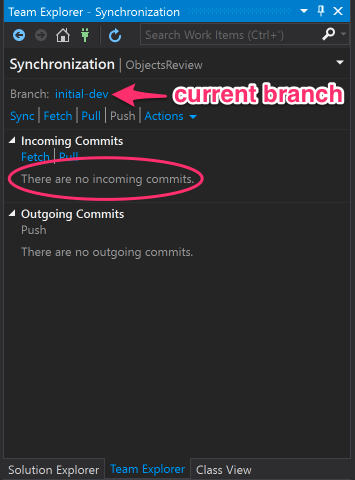 Team Explorer - Synchronization
Search Work Items (Ctrl+')
Synchronization | ObjectsReview
Branch: initial-dev
current branch
Sync | Fetch | Pull | Push | Actions
Incoming Commits
Fetch | Pull
There are no incoming commits.
Outgoing Commits
Push
There are no outgoing commits.
Solution Explorer Team Explorer Class View